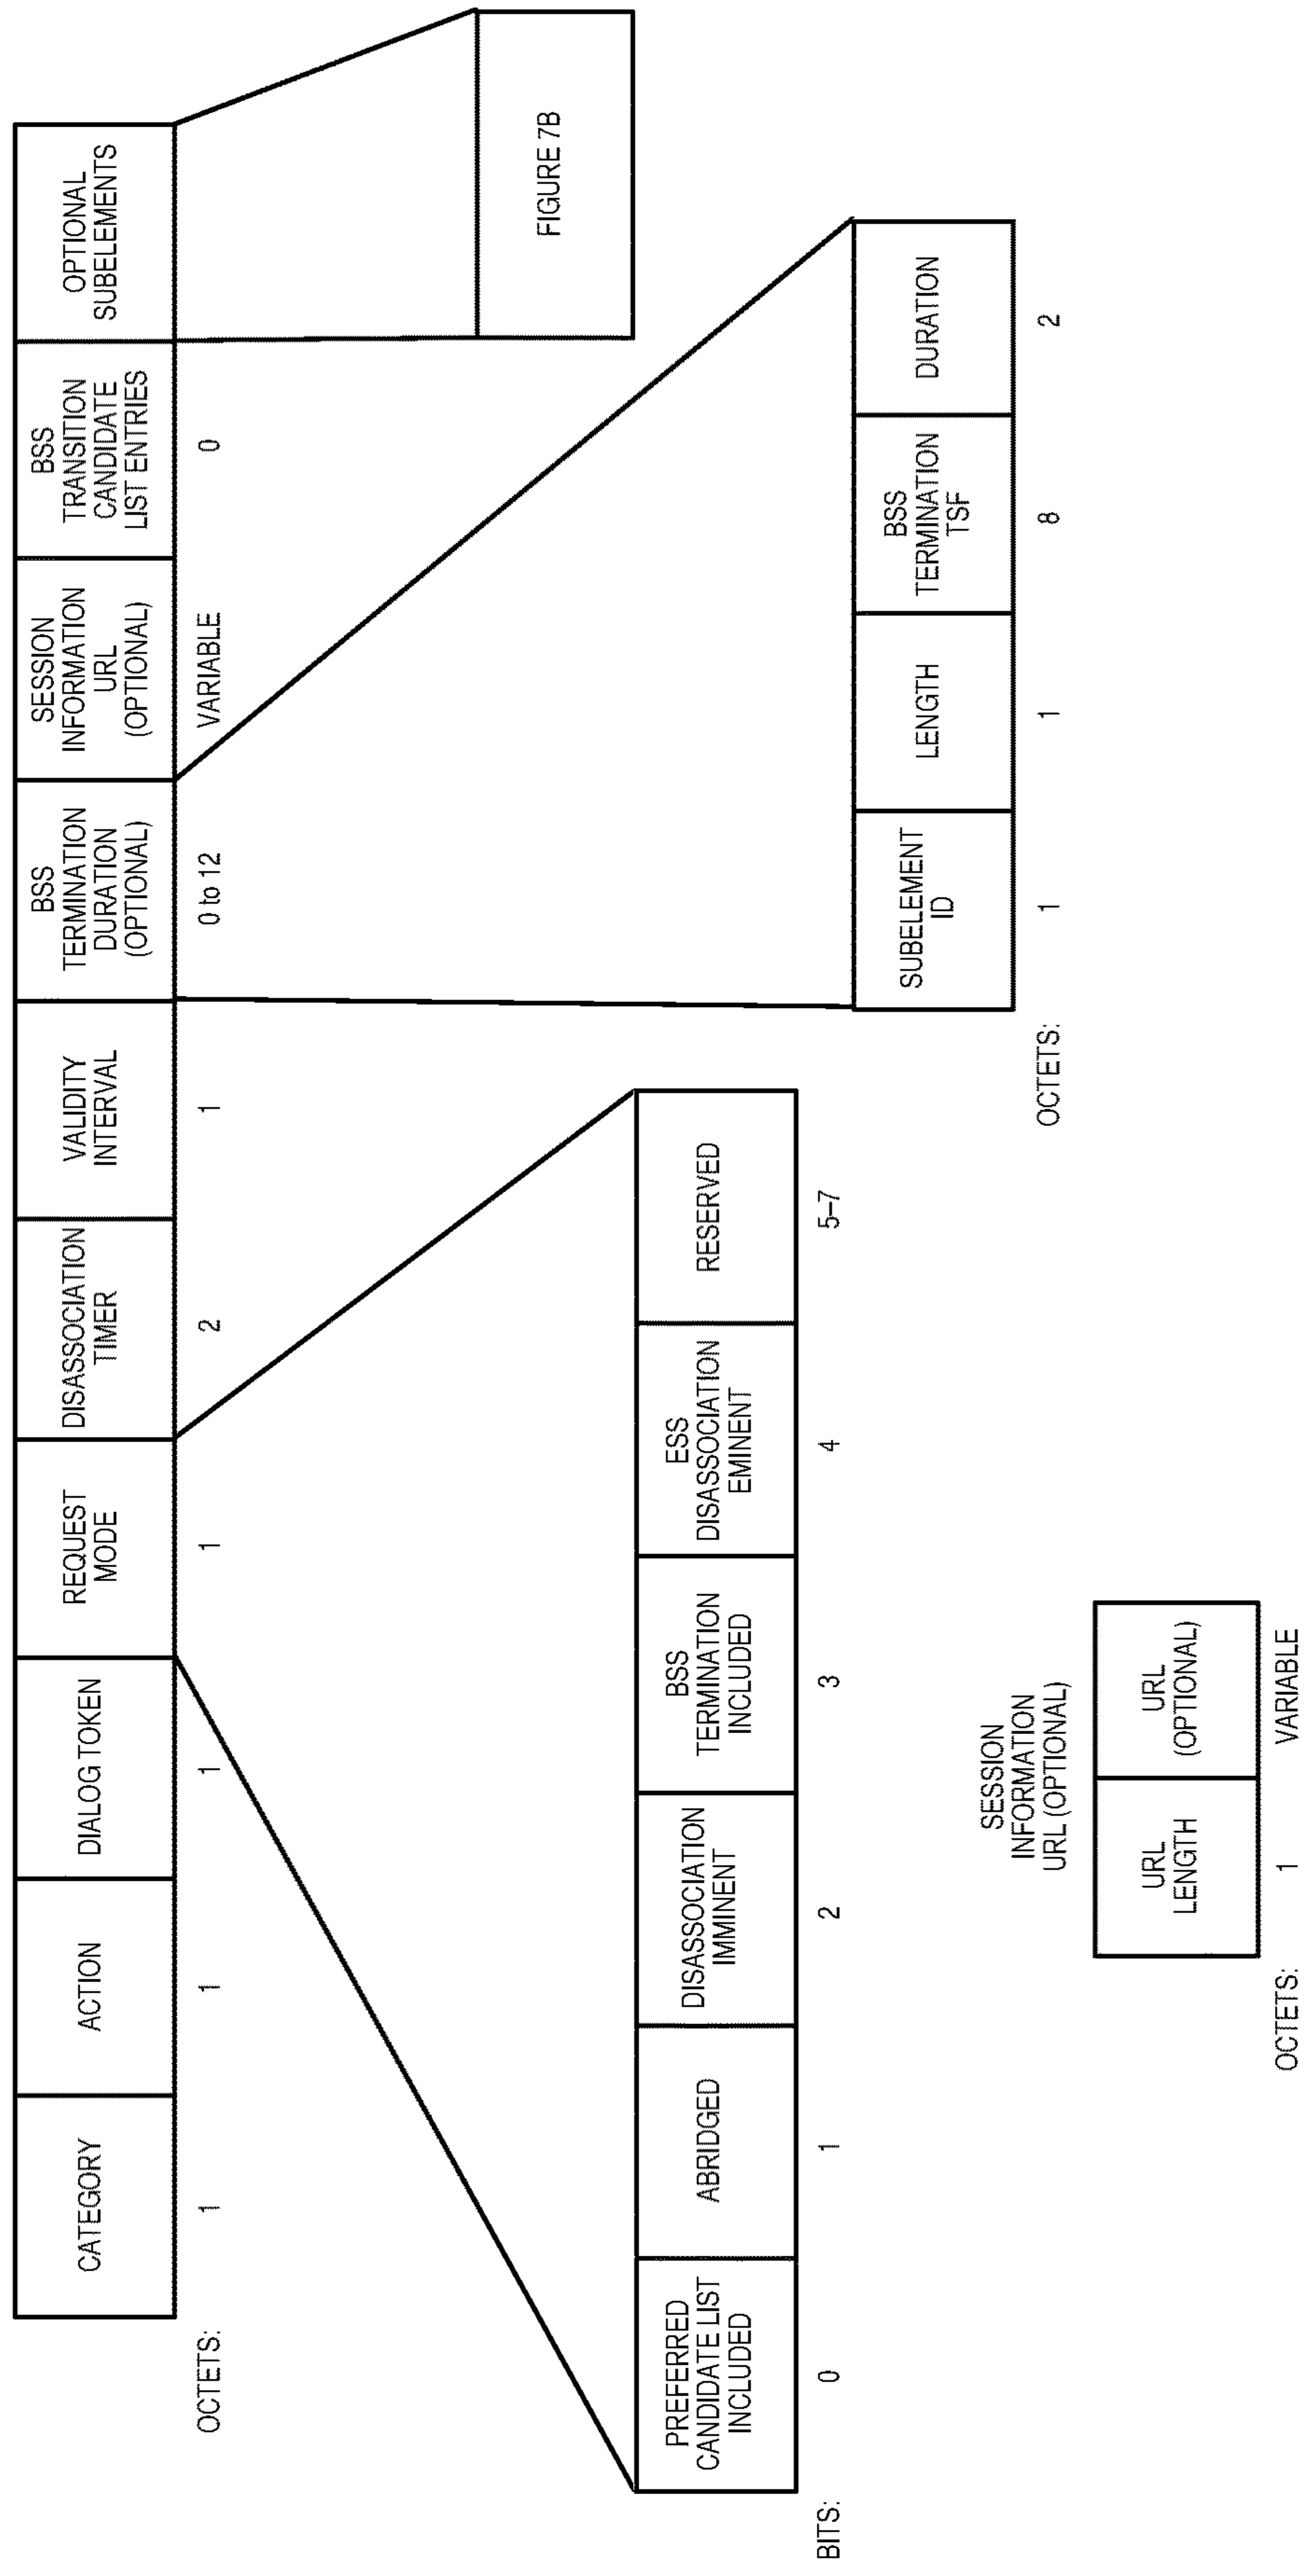 CATEGORY
ACTION
DIALOG TOKEN
REQUEST
MODE
DISASSOCIATION
TIMER
VALIDITY
INTERVAL
BSS
TERMINATION
DURATION
(OPTIONAL)
SESSION
INFORMATION
URL
(OPTIONAL)
BSS
TRANSITION
CANDIDATE
LIST ENTRIES
OPTIONAL
SUBELEMENTS
OCTETS:
1
1
1
1
2
1
0 to 12
VARIABLE
0
FIGURE 7B
PREFERRED
CANDIDATE LIST
INCLUDED
ABRIDGED
DISASSOCIATION
IMMINENT
BSS
TERMINATION
INCLUDED
ESS
DISASSOCIATION
EMINENT
RESERVED
BITS:
0
1
2
3
4
5–7
SUBELEMENT
ID
LENGTH
BSS
TERMINATION
TSF
DURATION
OCTETS:
1
1
8
2
SESSION
INFORMATION
URL (OPTIONAL)
URL
LENGTH
URL
(OPTIONAL)
OCTETS:
1
VARIABLE